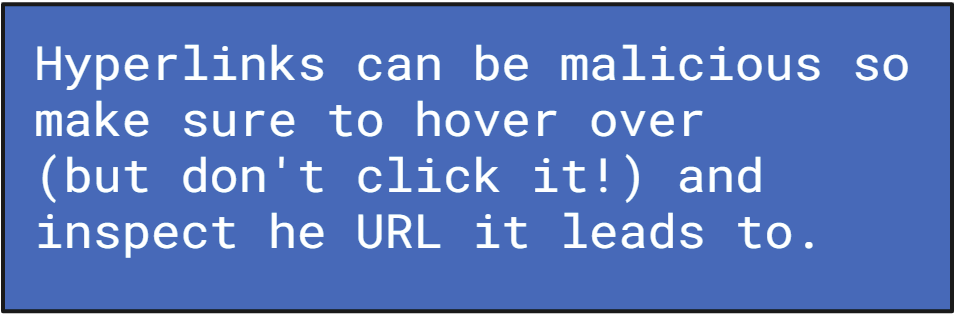 Hyperlinks can be malicious so
make sure to hover over
(but don't click it!) and
inspect he URL it leads to.